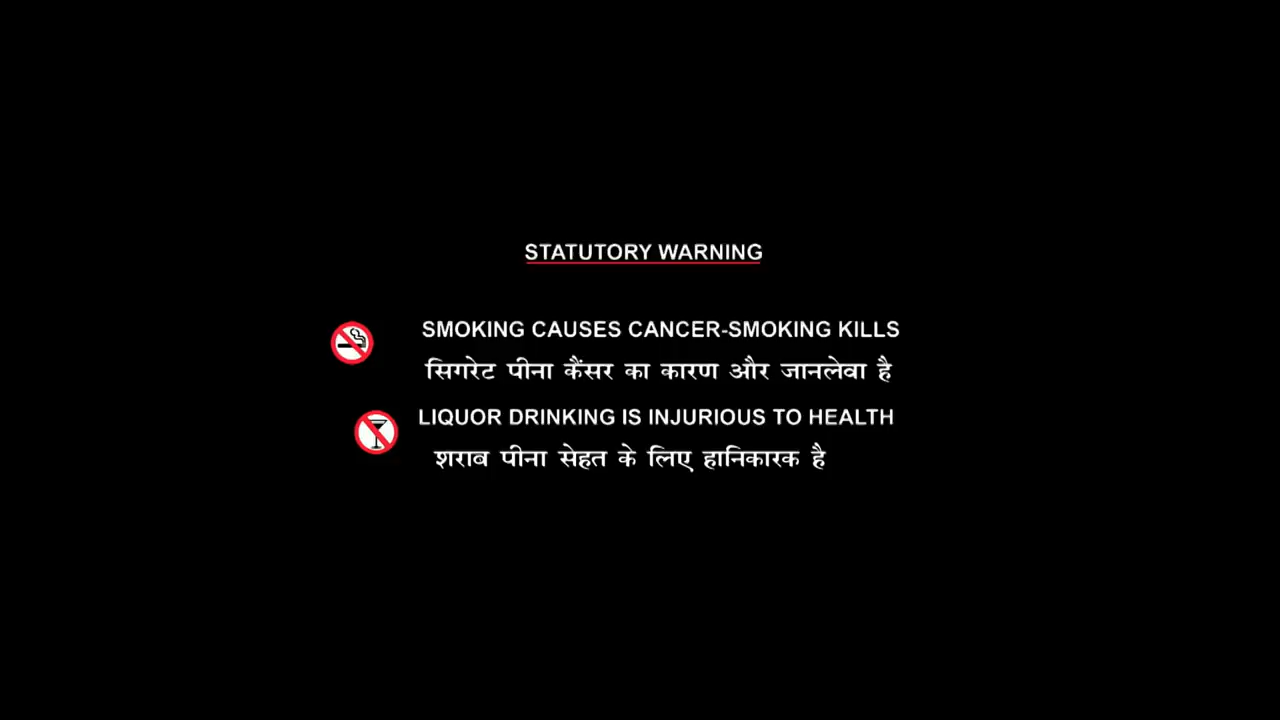 STATUTORY WARNING
SMOKING CAUSES CANCER-SMOKING KILLS
सिगरेट पीना कैंसर का कारण और जानलेवा है
LIQUOR DRINKING IS INJURIOUS TO HEALTH
शराब पीना सेहत के लिए हानिकारक है